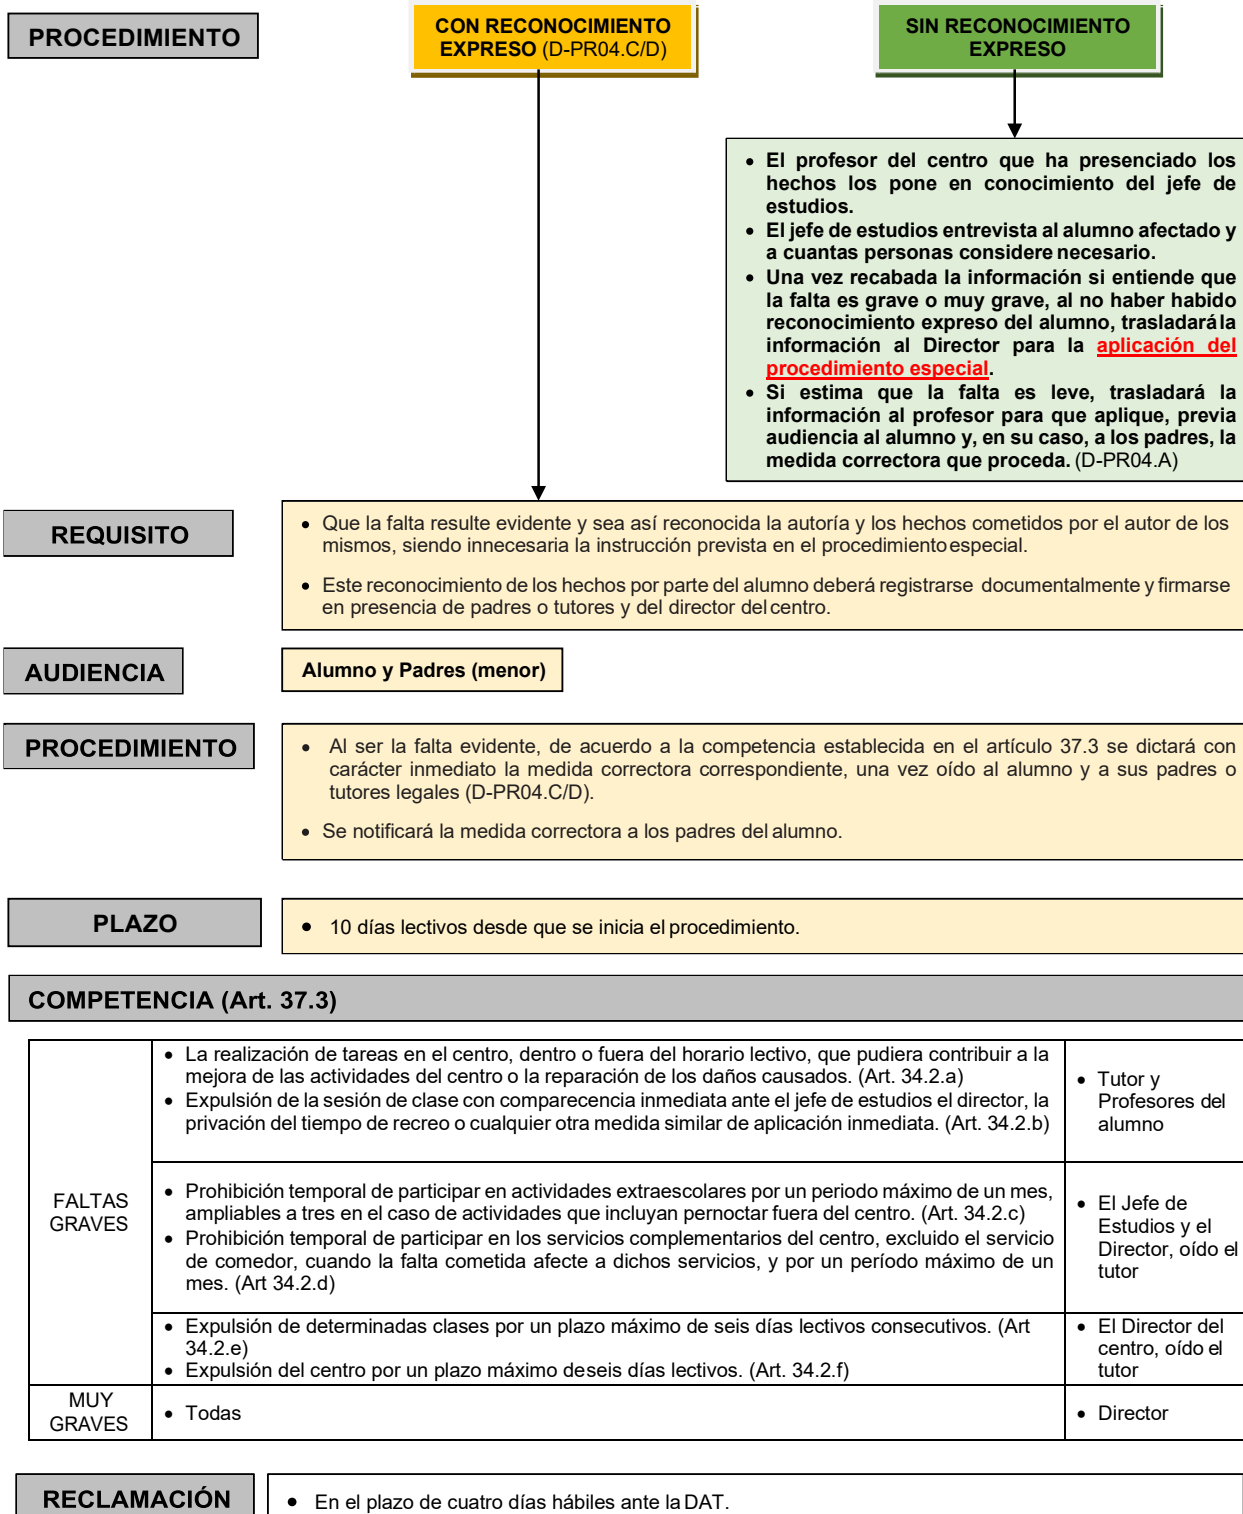 PROCEDIMIENTO
CON RECONOCIMIENTO
EXPRESO (D-PR04.C/D)
SIN RECONOCIMIENTO
EXPRESO
• El profesor del centro que ha presenciado los
hechos los pone en conocimiento del jefe de
estudios.
• El jefe de estudios entrevista al alumno afectado y
a cuantas personas considere necesario.
• Una vez recabada la información si entiende que
la falta es grave o muy grave, al no haber habido
reconocimiento expreso del alumno, trasladará la
información al Director para la aplicación del
procedimiento especial.
• Si estima que la falta es leve, trasladará la
información al profesor para que aplique, previa
audiencia al alumno y, en su caso, a los padres, la
medida correctora que proceda. (D-PR04.A)
REQUISITO
• Que la falta resulte evidente y sea así reconocida la autoría y los hechos cometidos por el autor de los
mismos, siendo innecesaria la instrucción prevista en el procedimiento especial.
• Este reconocimiento de los hechos por parte del alumno deberá registrarse documentalmente y firmarse
en presencia de padres o tutores y del director del centro.
AUDIENCIA
Alumno y Padres (menor)
PROCEDIMIENTO
• Al ser la falta evidente, de acuerdo a la competencia establecida en el artículo 37.3 se dictará con
carácter inmediato la medida correctora correspondiente, una vez oído al alumno y a sus padres o
tutores legales (D-PR04.C/D).
• Se notificará la medida correctora a los padres del alumno.
PLAZO
• 10 días lectivos desde que se inicia el procedimiento.
COMPETENCIA (Art. 37.3)
FALTAS
GRAVES
• La realización de tareas en el centro, dentro o fuera del horario lectivo, que pudiera contribuir a la
mejora de las actividades del centro o la reparación de los daños causados. (Art. 34.2.a)
• Expulsión de la sesión de clase con comparecencia inmediata ante el jefe de estudios el director, la
privación del tiempo de recreo o cualquier otra medida similar de aplicación inmediata. (Art. 34.2.b)
• Tutor y
Profesores del
alumno
• Prohibición temporal de participar en actividades extraescolares por un periodo máximo de un mes,
ampliables a tres en el caso de actividades que incluyan pernoctar fuera del centro. (Art. 34.2.c)
• Prohibición temporal de participar en los servicios complementarios del centro, excluido el servicio
de comedor, cuando la falta cometida afecte a dichos servicios, y por un período máximo de un
mes. (Art 34.2.d)
• El Jefe de
Estudios y el
Director, oído el
tutor
• Expulsión de determinadas clases por un plazo máximo de seis días lectivos consecutivos. (Art
34.2.e)
• Expulsión del centro por un plazo máximo deseis días lectivos. (Art. 34.2.f)
• El Director del
centro, oído el
tutor
MUY
GRAVES
• Todas
• Director
RECLAMACIÓN
• En el plazo de cuatro días hábiles ante la DAT.